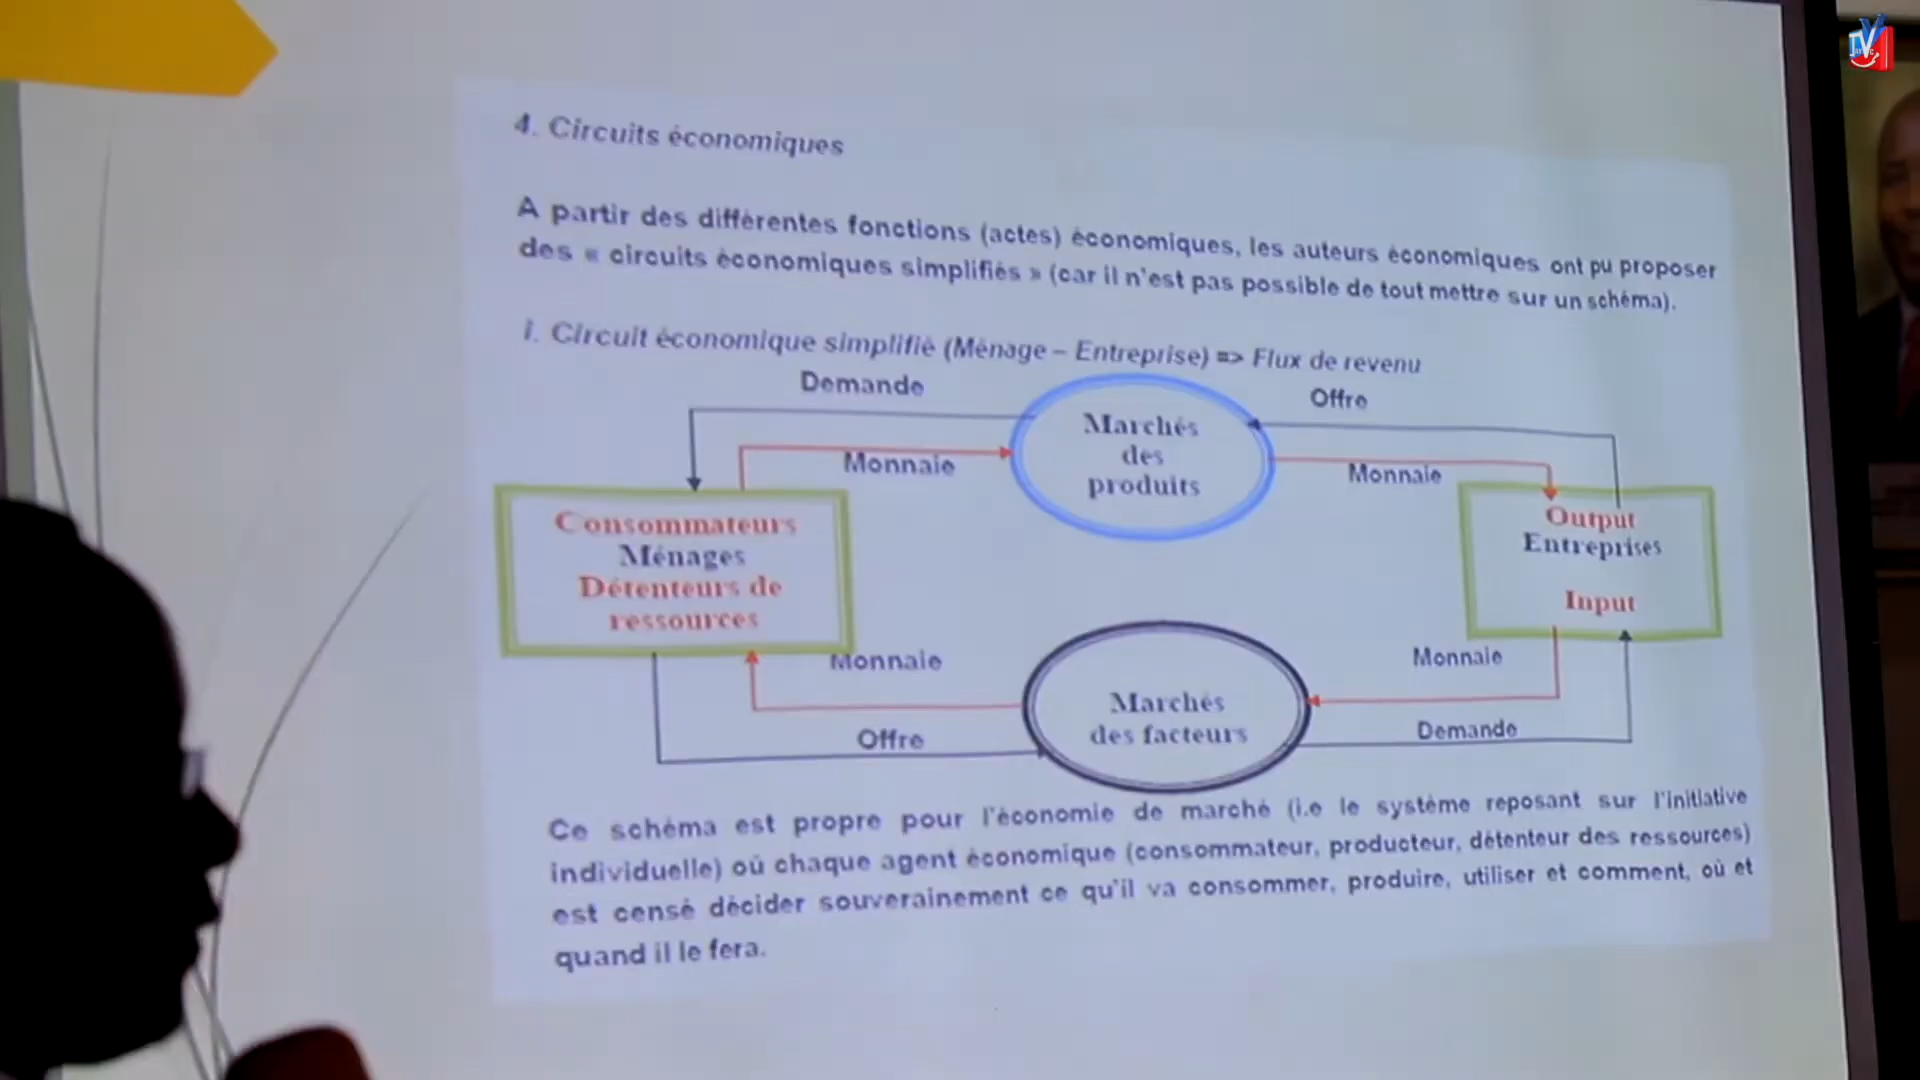 4. Circuits économiques
A partir des différentes fonctions (actes) économiques, les auteurs économiques ont pu proposer
des « circuits économiques simplifiés » (car il n'est pas possible de tout mettre sur un schéma).
i. Circuit économique simplifié (Ménage – Entreprise) => Flux de revenu
Demande
Offre
Marchés
des
produits
Monnaie
Monnaie
Consommateurs
Ménages
Détenteurs de
ressources
Output
Entreprises
Input
Monnaie
Monnaie
Marchés
des facteurs
Offre
Demande
Ce schéma est propre pour l'économie de marché (i.e le système reposant sur l'initiative
individuelle) où chaque agent économique (consommateur, producteur, détenteur des ressources)
est censé décider souverainement ce qu'il va consommer, produire, utiliser et comment, où et
quand il le fera.